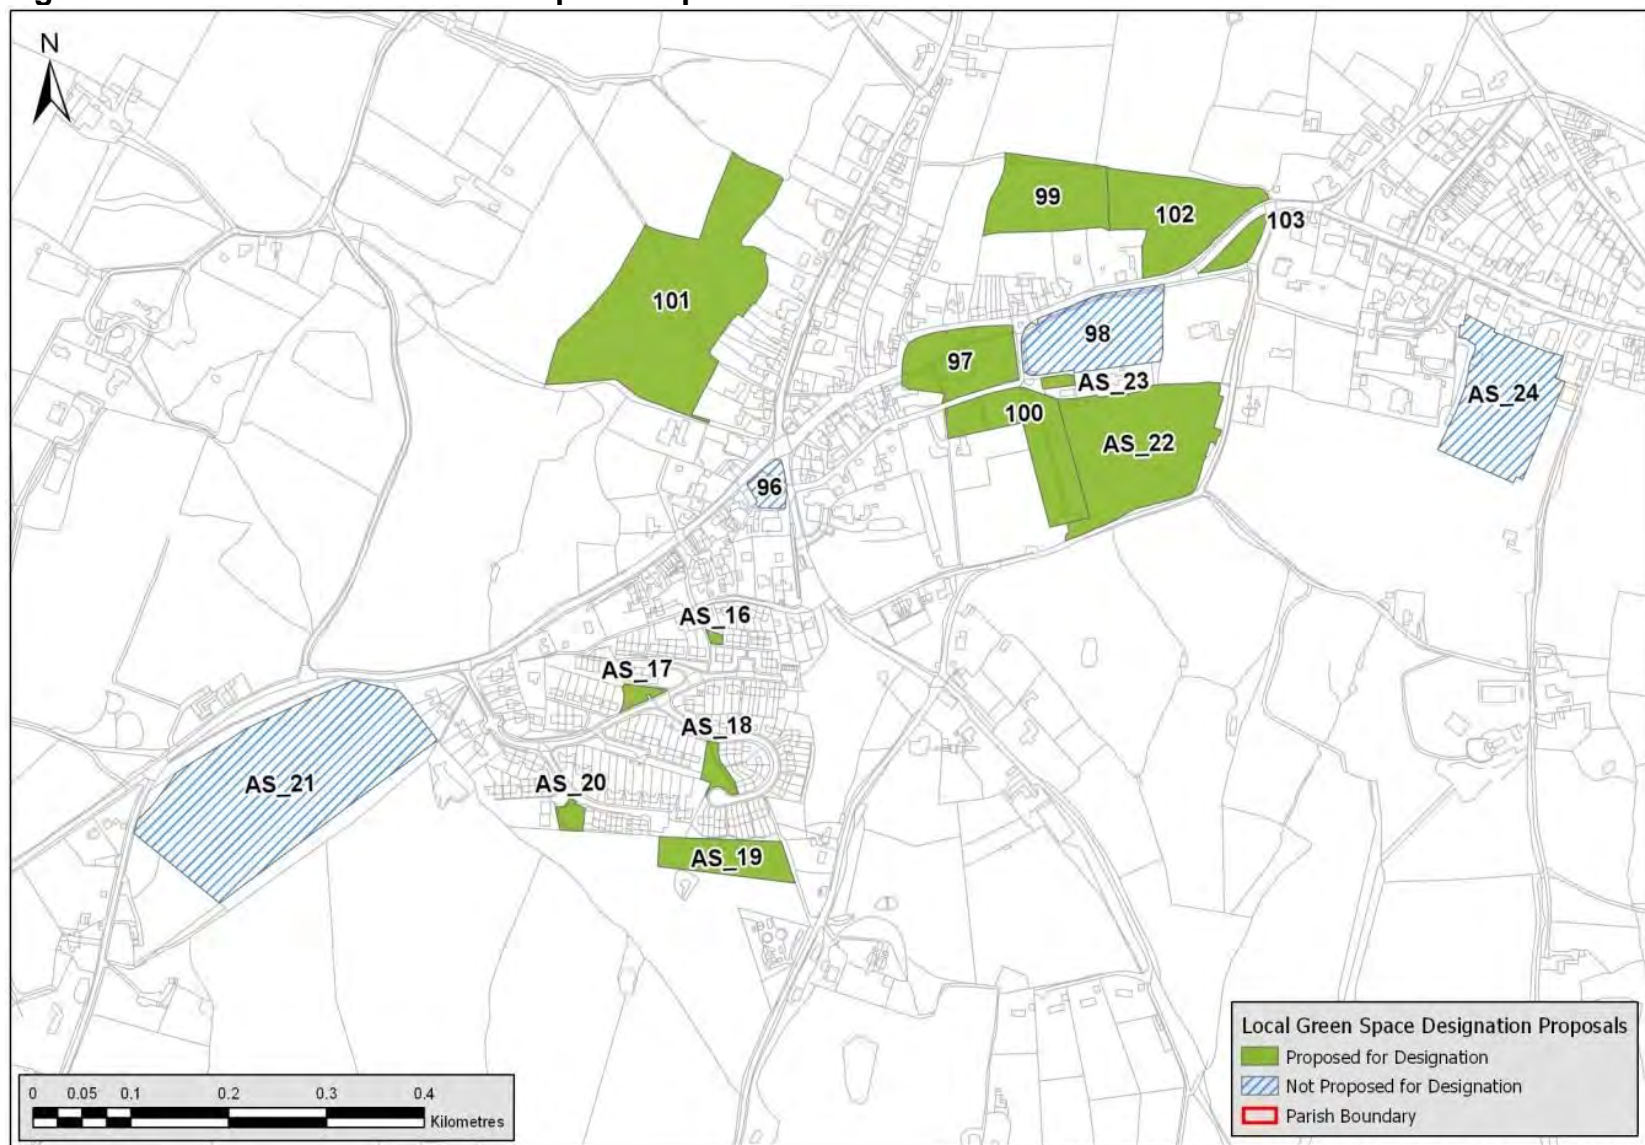 N
99
102
103
101
98
97
AS_23
AS_24
100
AS_22
96
AS_16
AS_17
AS_18
AS_21
AS_20
AS_19
Local Green Space Designation Proposals
Proposed for Designation
Not Proposed for Designation
Parish Boundary
0 0.05 0.1 0.2 0.3 0.4
Kilometres